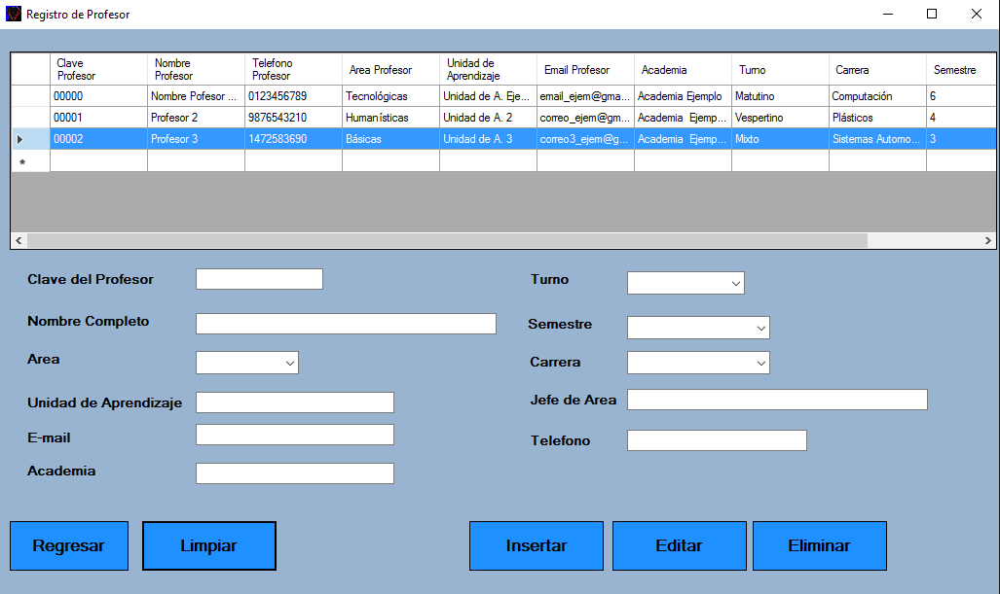 Registro de Profesor
Clave Profesor Nombre Profesor Telefono Profesor Area Profesor Unidad de Aprendizaje Email Profesor Academia Turno Carrera Semestre
00000 Nombre Pofesor ... 0123456789 Tecnológicas Unidad de A. Eje... email_ejem@gma... Academia Ejemplo Matutino Computación 6
00001 Profesor 2 9876543210 Humanísticas Unidad de A. 2 correo_ejem@gm... Academia Ejemp... Vespertino Plásticos 4
00002 Profesor 3 1472583690 Básicas Unidad de A. 3 correo3_ejem@g... Academia Ejemp... Mixto Sistemas Automo... 3
Clave del Profesor
Nombre Completo
Area
Unidad de Aprendizaje
E-mail
Academia
Turno
Semestre
Carrera
Jefe de Area
Telefono
Regresar Limpiar Insertar Editar Eliminar